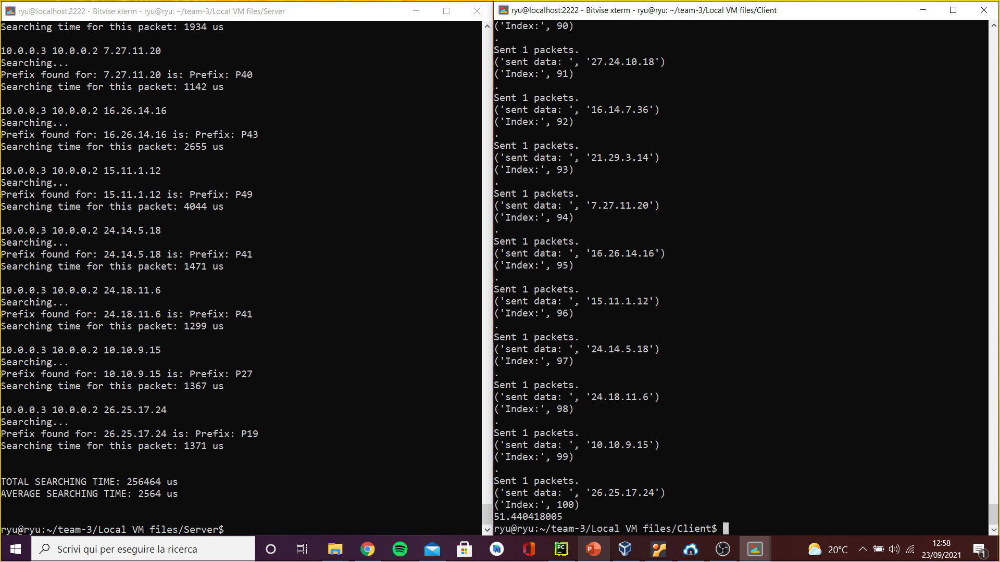 ryu@localhost:2222 - Bitvise xterm - ryu@ryu: ~/team-3/Local VM files/Server
Searching time for this packet: 1934 us
10.0.0.3 10.0.0.2 7.27.11.20
Searching...
Prefix found for: 7.27.11.20 is: Prefix: P40
Searching time for this packet: 1142 us
10.0.0.3 10.0.0.2 16.26.14.16
Searching...
Prefix found for: 16.26.14.16 is: Prefix: P43
Searching time for this packet: 2655 us
10.0.0.3 10.0.0.2 15.11.1.12
Searching...
Prefix found for: 15.11.1.12 is: Prefix: P49
Searching time for this packet: 4044 us
10.0.0.3 10.0.0.2 24.14.5.18
Searching...
Prefix found for: 24.14.5.18 is: Prefix: P41
Searching time for this packet: 1471 us
10.0.0.3 10.0.0.2 24.18.11.6
Searching...
Prefix found for: 24.18.11.6 is: Prefix: P41
Searching time for this packet: 1299 us
10.0.0.3 10.0.0.2 10.10.9.15
Searching...
Prefix found for: 10.10.9.15 is: Prefix: P27
Searching time for this packet: 1367 us
10.0.0.3 10.0.0.2 26.25.17.24
Searching...
Prefix found for: 26.25.17.24 is: Prefix: P19
Searching time for this packet: 1371 us
TOTAL SEARCHING TIME: 256464 us
AVERAGE SEARCHING TIME: 2564 us
ryu@ryu:~/team-3/Local VM files/Server$
ryu@localhost:2222 - Bitvise xterm - ryu@ryu: ~/team-3/Local VM files/Client
('Index:', 90)
.
Sent 1 packets.
('sent data: ', '27.24.10.18')
('Index:', 91)
.
Sent 1 packets.
('sent data: ', '16.14.7.36')
('Index:', 92)
.
Sent 1 packets.
('sent data: ', '21.29.3.14')
('Index:', 93)
.
Sent 1 packets.
('sent data: ', '7.27.11.20')
('Index:', 94)
.
Sent 1 packets.
('sent data: ', '16.26.14.16')
('Index:', 95)
.
Sent 1 packets.
('sent data: ', '15.11.1.12')
('Index:', 96)
.
Sent 1 packets.
('sent data: ', '24.14.5.18')
('Index:', 97)
.
Sent 1 packets.
('sent data: ', '24.18.11.6')
('Index:', 98)
.
Sent 1 packets.
('sent data: ', '10.10.9.15')
('Index:', 99)
.
Sent 1 packets.
('sent data: ', '26.25.17.24')
('Index:', 100)
51.440418005
ryu@ryu:~/team-3/Local VM files/Client$
Scrivi qui per eseguire la ricerca
PC
P
20°C
12:58
23/09/2021
1